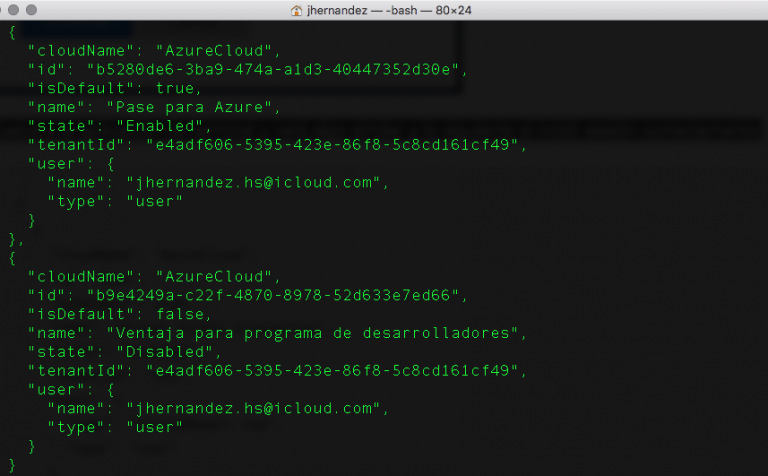 jhernandez — -bash — 80×24
{
"cloudName": "AzureCloud",
"id": "b5280de6-3ba9-474a-a1d3-40447352d30e",
"isDefault": true,
"name": "Pase para Azure",
"state": "Enabled",
"tenantId": "e4adf606-5395-423e-86f8-5c8cd161cf49",
"user": {
"name": "jhernandez.hs@icloud.com",
"type": "user"
}
},
{
"cloudName": "AzureCloud",
"id": "b9e4249a-c22f-4870-8978-52d633e7ed66",
"isDefault": false,
"name": "Ventaja para programa de desarrolladores",
"state": "Disabled",
"tenantId": "e4adf606-5395-423e-86f8-5c8cd161cf49",
"user": {
"name": "jhernandez.hs@icloud.com",
"type": "user"
}
}